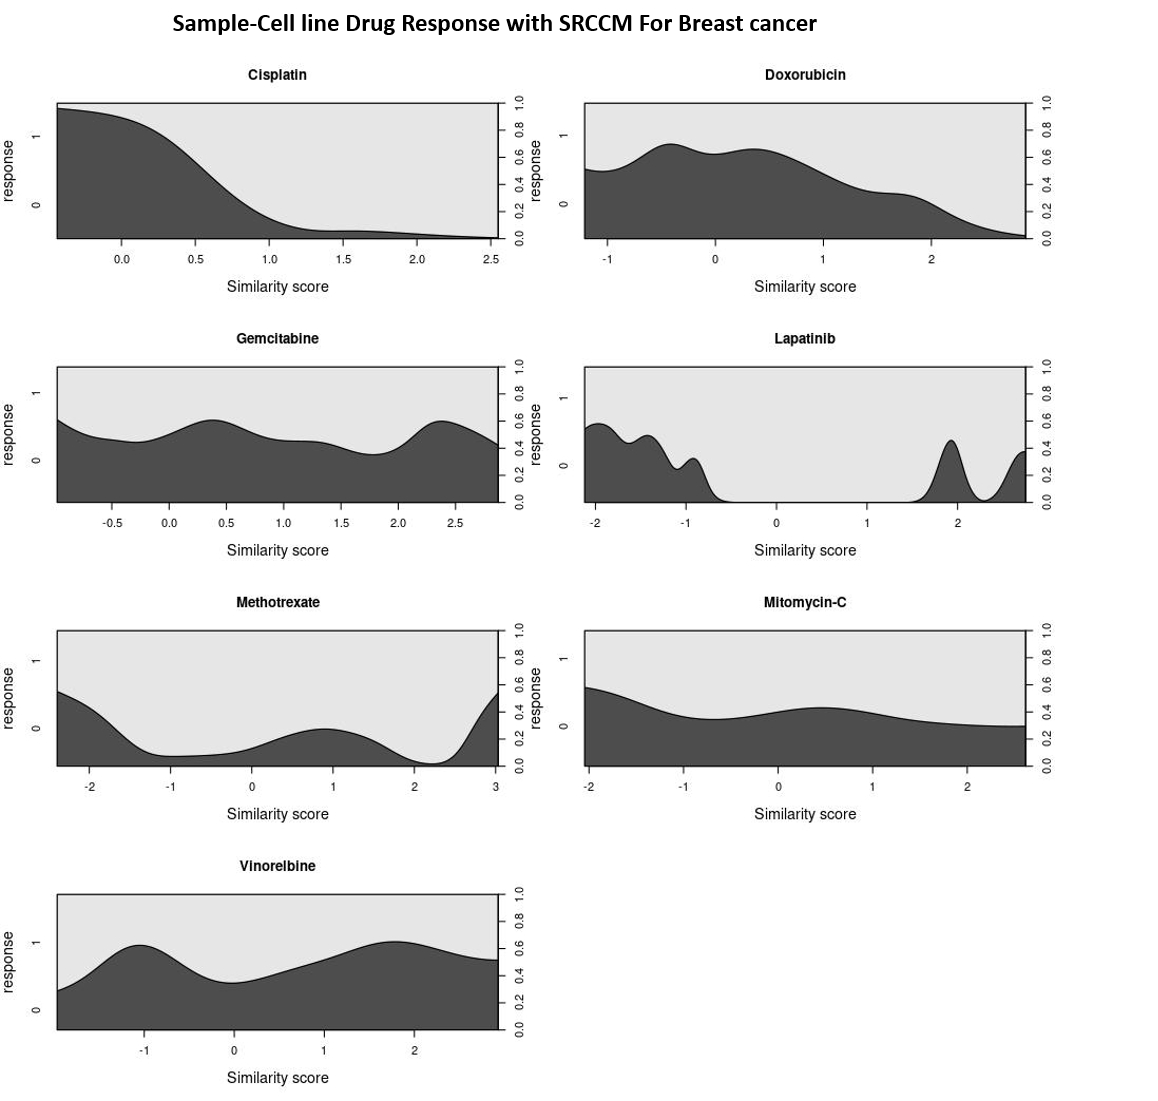 Sample-Cell line Drug Response with SRCCM For Breast cancer
Cisplatin
response
0 1
0.0 0.2 0.4 0.6 0.8 1.0
0.0 0.5 1.0 1.5 2.0 2.5
Similarity score
Doxorubicin
response
0 1
0.0 0.2 0.4 0.6 0.8 1.0
-1 0 1 2
Similarity score
Gemcitabine
response
0 1
0.0 0.2 0.4 0.6 0.8 1.0
-0.5 0.0 0.5 1.0 1.5 2.0 2.5
Similarity score
Lapatinib
response
0 1
0.0 0.2 0.4 0.6 0.8 1.0
-2 -1 0 1 2
Similarity score
Methotrexate
response
0 1
0.0 0.2 0.4 0.6 0.8 1.0
-2 -1 0 1 2 3
Similarity score
Mitomycin-C
response
0 1
0.0 0.2 0.4 0.6 0.8 1.0
-2 -1 0 1 2
Similarity score
Vinorelbine
response
0 1
0.0 0.2 0.4 0.6 0.8 1.0
-1 0 1 2
Similarity score